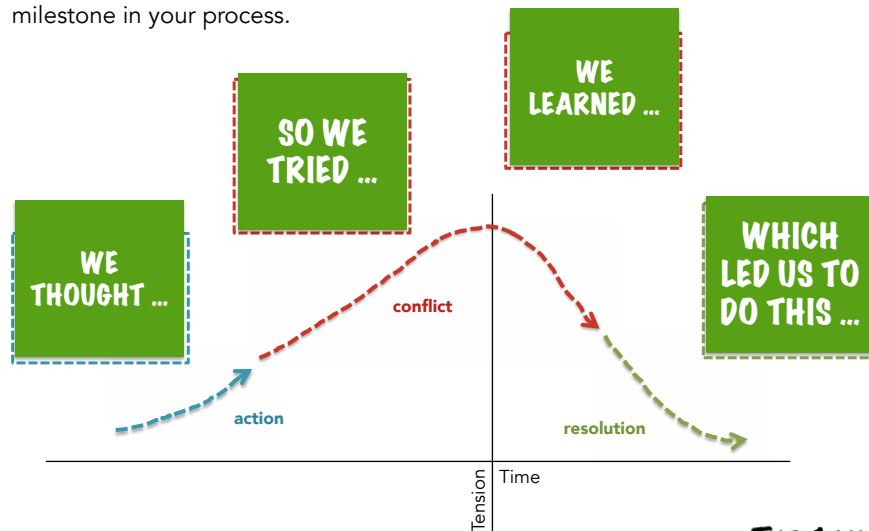 milestone in your process.
WE
LEARNED ...
SO WE
TRIED ...
WE
THOUGHT ...
WHICH
LED US TO
DO THIS ...
conflict
action
resolution
Tension
Time